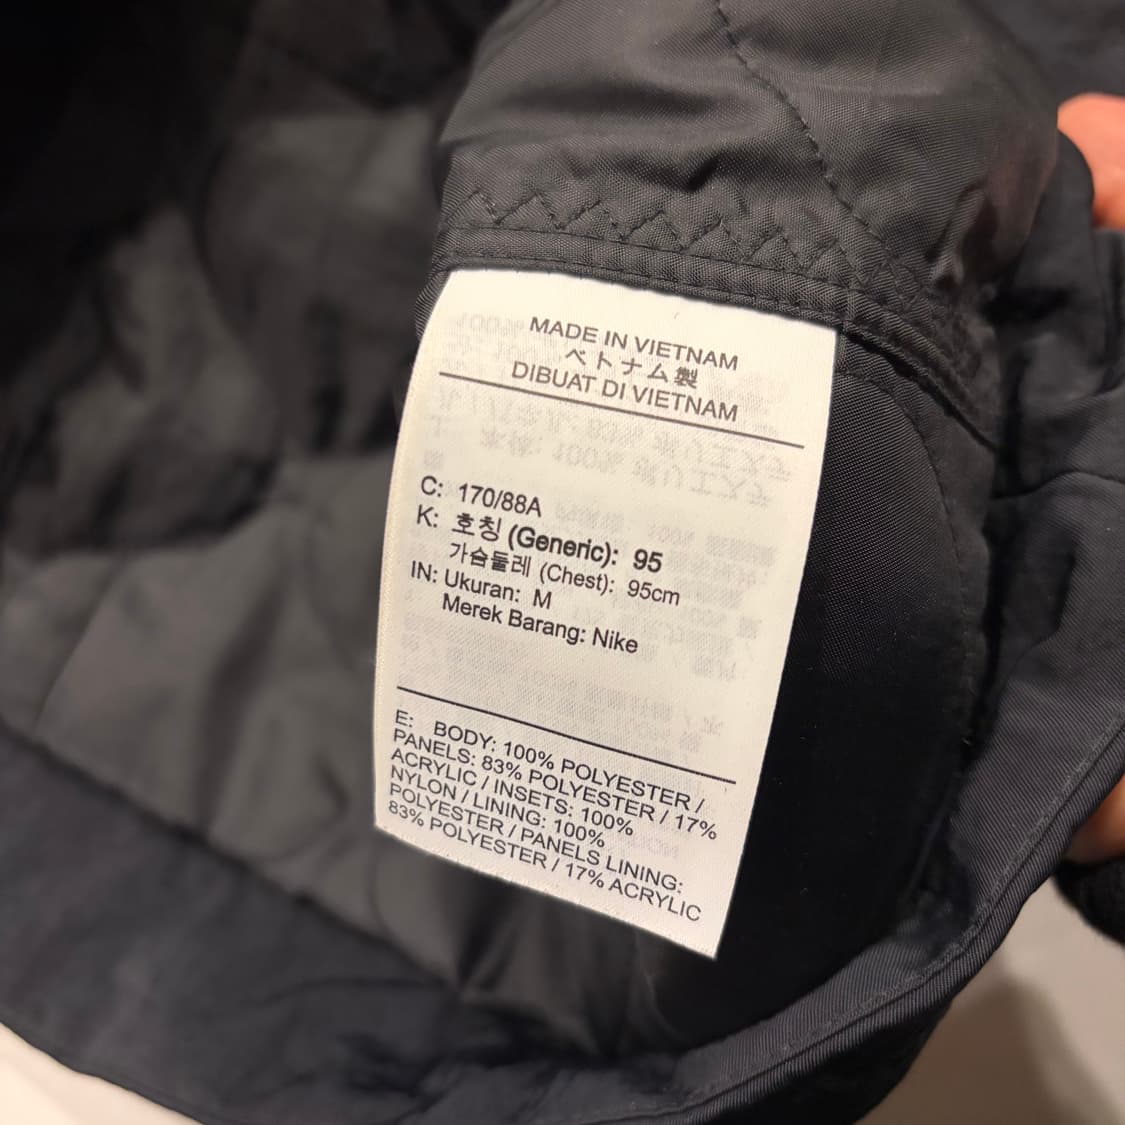 MADE IN VIETNAM
ベトナム製
DIBUAT DI VIETNAM
C: 170/88A
K: 호칭 (Generic): 95
가슴둘레 (Chest): 95cm
IN: Ukuran: M
Merek Barang: Nike
E: BODY: 100% POLYESTER /
PANELS: 83% POLYESTER / 17%
ACRYLIC / INSETS: 100%
NYLON / LINING: 100%
POLYESTER / PANELS LINING:
83% POLYESTER / 17% ACRYLIC